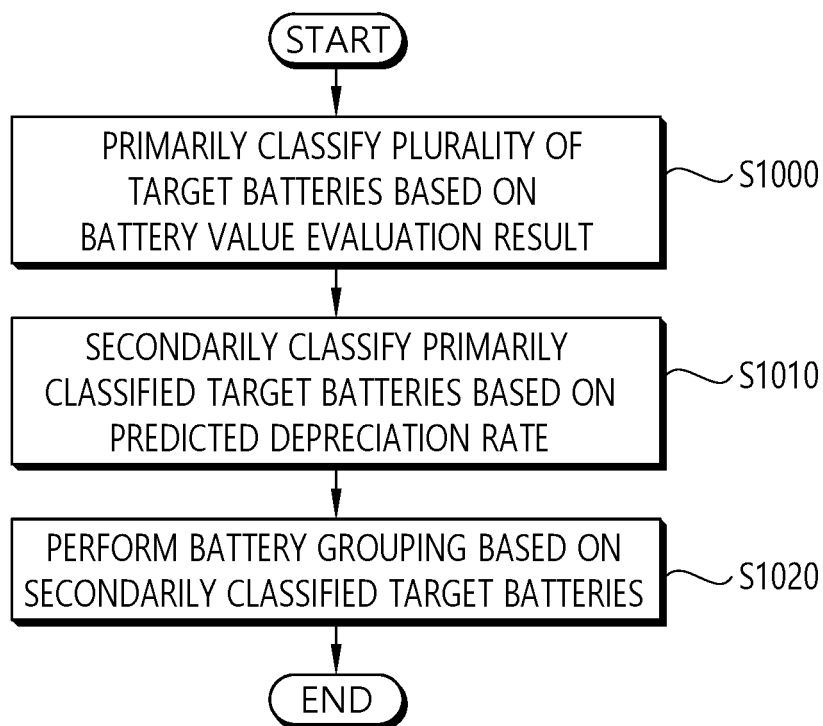 START
PRIMARILY CLASSIFY PLURALITY OF
TARGET BATTERIES BASED ON
BATTERY VALUE EVALUATION RESULT
S1000
SECONDARILY CLASSIFY PRIMARILY
CLASSIFIED TARGET BATTERIES BASED ON
PREDICTED DEPRECIATION RATE
S1010
PERFORM BATTERY GROUPING BASED ON
SECONDARILY CLASSIFIED TARGET BATTERIES
S1020
END